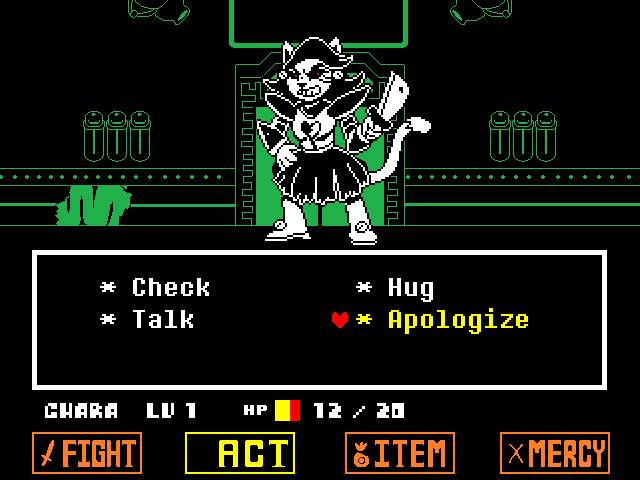 * Check * Hug
* Talk * Apologize
CHARA LV 1 HP 12 / 20
FIGHT ACT ITEM MERCY